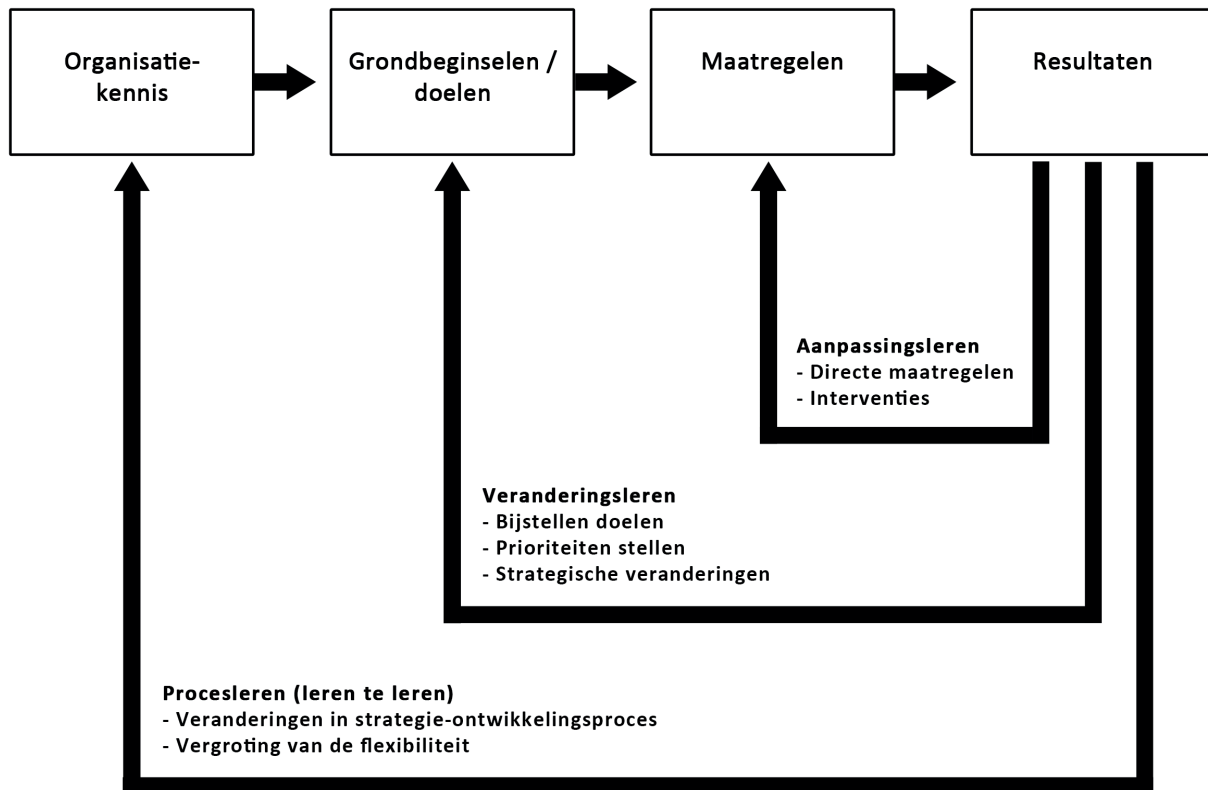 Organisatie-
kennis
Grondbeginselen /
doelen
Maatregelen
Resultaten
Aanpassingsleren
- Directe maatregelen
- Interventies
Veranderingsleren
- Bijstellen doelen
- Prioriteiten stellen
- Strategische veranderingen
Procesleren (leren te leren)
- Veranderingen in strategie-ontwikkelingsproces
- Vergroting van de flexibiliteit